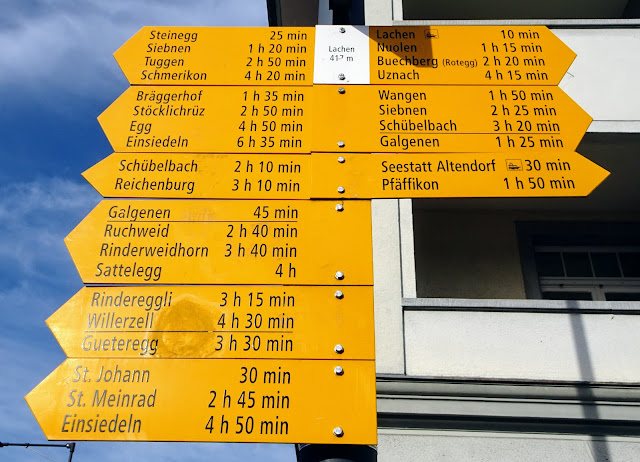 Steinegg 25 min
Siebnen 1 h 20 min
Tuggen 2 h 50 min
Schmerikon 4 h 20 min
Bräggerhof 1 h 35 min
Stöcklichrüz 2 h 50 min
Egg 4 h 50 min
Einsiedeln 6 h 35 min
Schübelbach 2 h 10 min
Reichenburg 3 h 10 min
Galgenen 45 min
Ruchweid 2 h 40 min
Rinderweidhorn 3 h 40 min
Sattelegg 4 h
Rindereggli 3 h 15 min
Willerzell 4 h 30 min
Gueteregg 3 h 30 min
St. Johann 30 min
St. Meinrad 2 h 45 min
Einsiedeln 4 h 50 min
Lachen
m
Lachen 10 min
Nuolen 1 h 15 min
Buechberg (Rotegg) 2 h 20 min
Uznach 4 h 15 min
Wangen 1 h 50 min
Siebnen 2 h 25 min
Schübelbach 3 h 20 min
Galgenen 1 h 25 min
Seestatt Altendorf 30 min
Pfäffikon 1 h 50 min